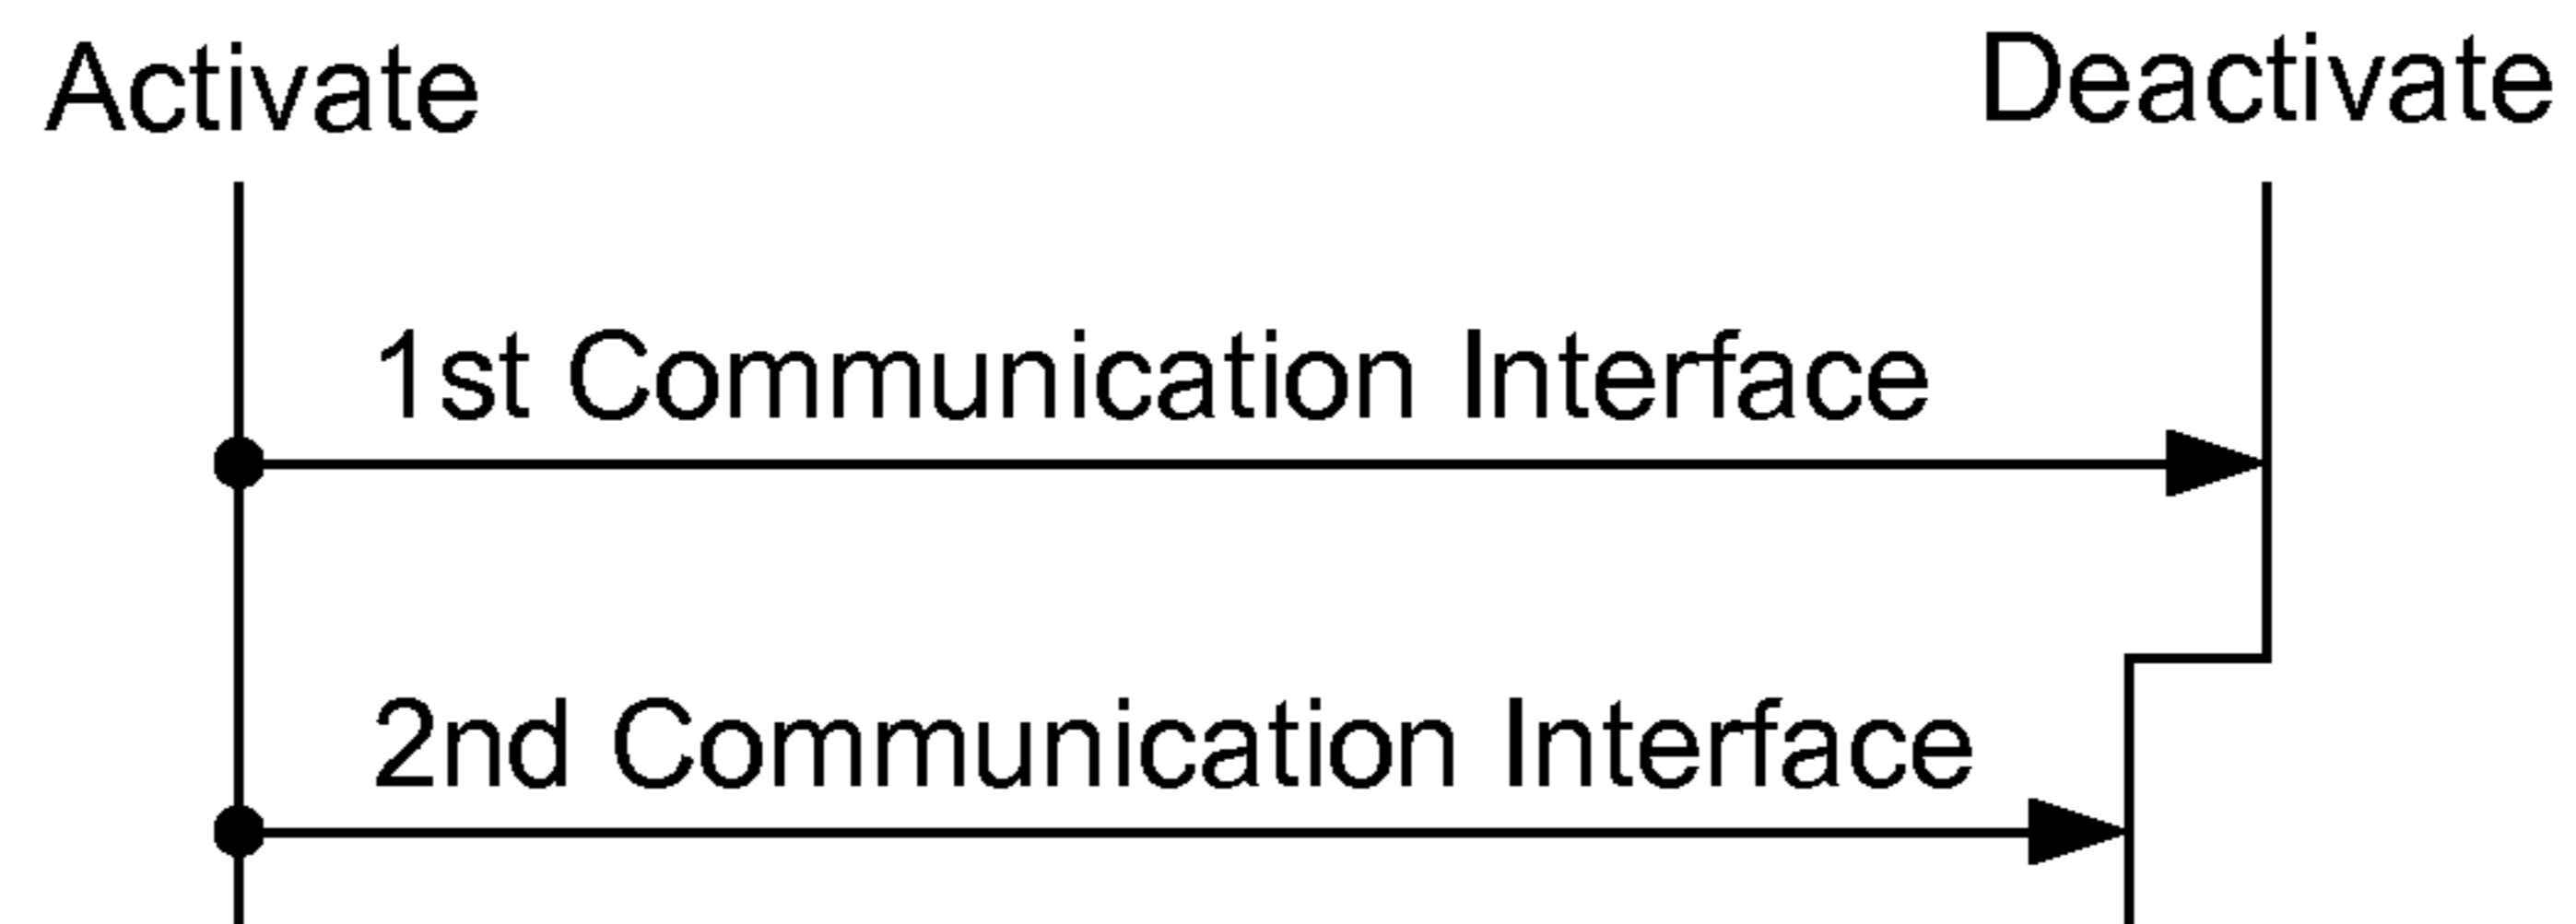 Activate
Deactivate
1st Communication Interface
2nd Communication Interface